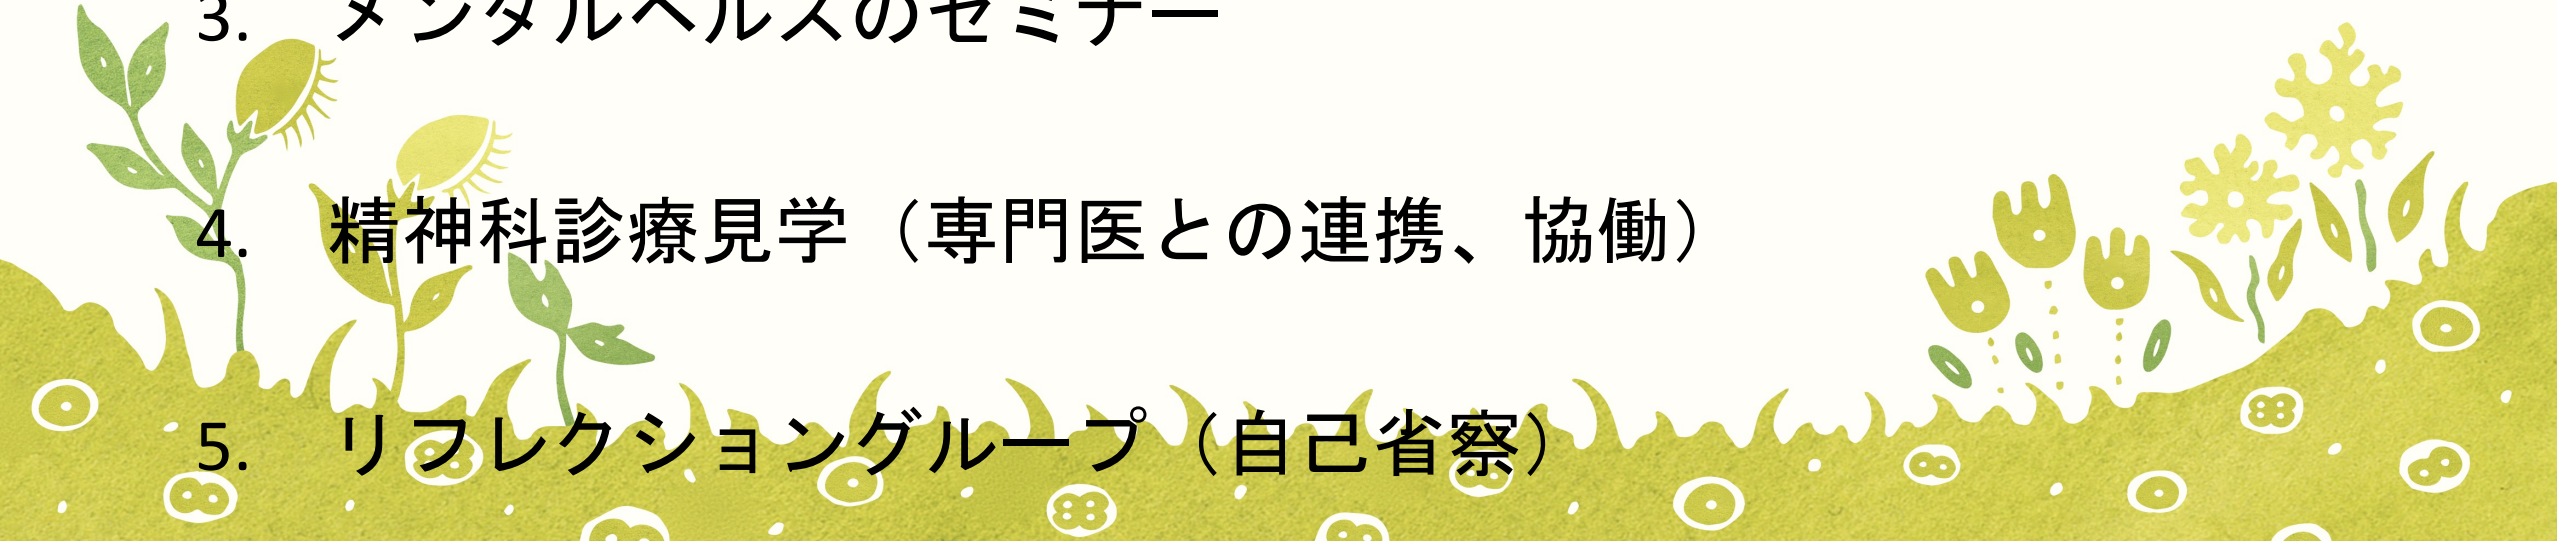 3. メンタルヘルスのセミナー
4. 精神科診療見学（専門医との連携、協働）
5. リフレクショングループ（自己省察）